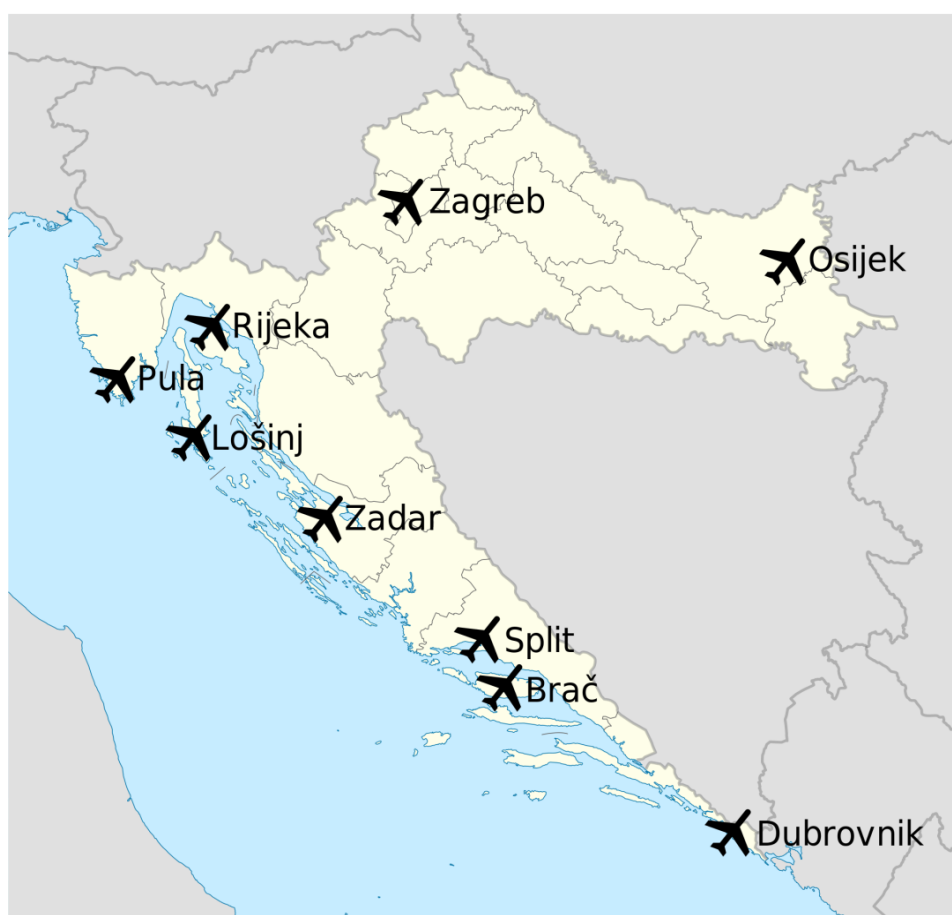 Zagreb
Osijek
Rijeka
Pula
Lošinj
Zadar
Split
Brač
Dubrovnik